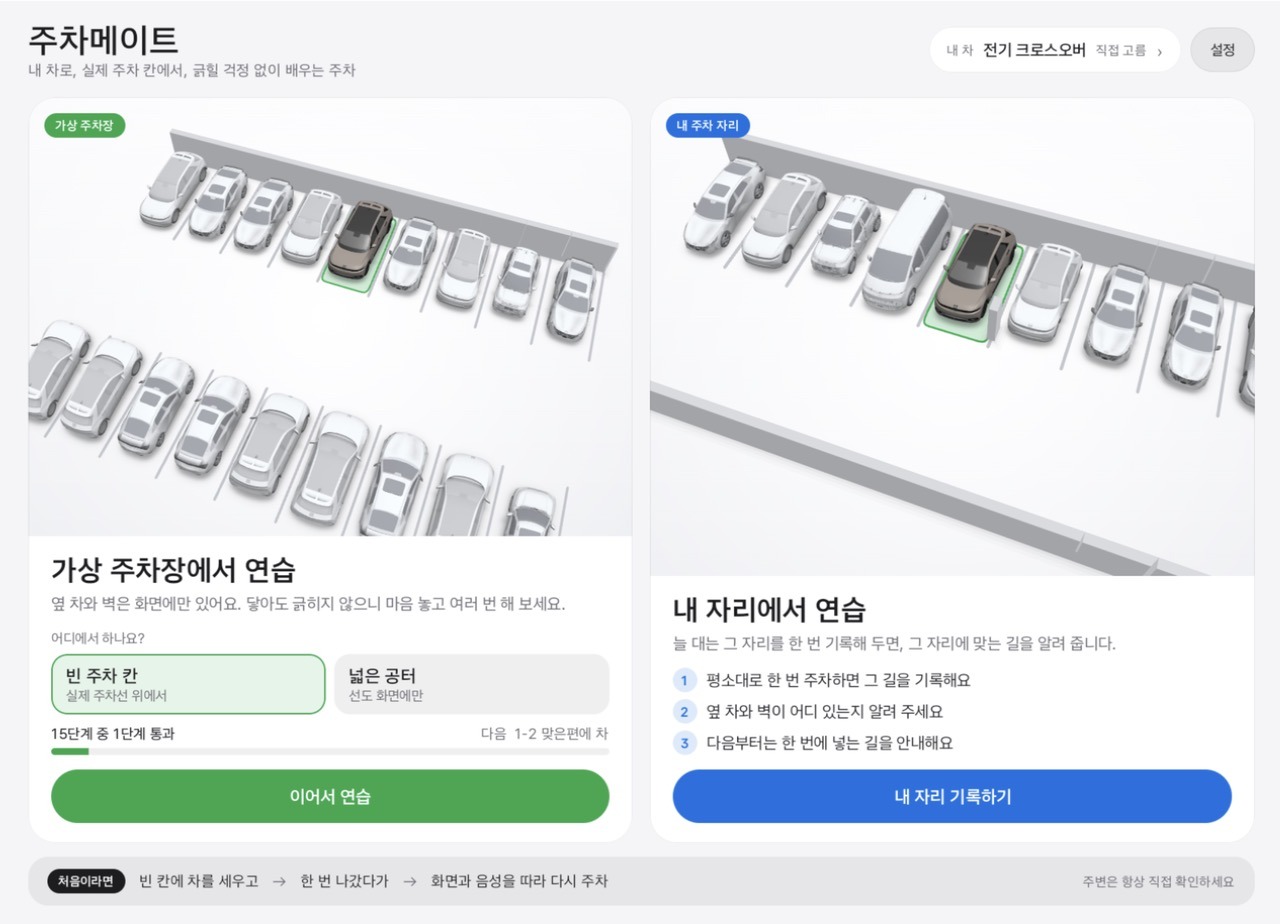 주차메이트
내 차로, 실제 주차 칸에서, 긁힐 걱정 없이 배우는 주차
내 차 전기 크로스오버 직접 고름 ›
설정
가상 주차장
가상 주차장에서 연습
옆 차와 벽은 화면에만 있어요. 닿아도 긁히지 않으니 마음 놓고 여러 번 해 보세요.
어디에서 하나요?
빈 주차 칸
실제 주차선 위에서
넓은 공터
선도 화면에만
15단계 중 1단계 통과
다음 1-2 맞은편에 차
이어서 연습
내 주차 자리
내 자리에서 연습
늘 대는 그 자리를 한 번 기록해 두면, 그 자리에 맞는 길을 알려 줍니다.
1 평소대로 한 번 주차하면 그 길을 기록해요
2 옆 차와 벽이 어디 있는지 알려 주세요
3 다음부터는 한 번에 넣는 길을 안내해요
내 자리 기록하기
처음이라면 빈 칸에 차를 세우고 → 한 번 나갔다가 → 화면과 음성을 따라 다시 주차
주변은 항상 직접 확인하세요